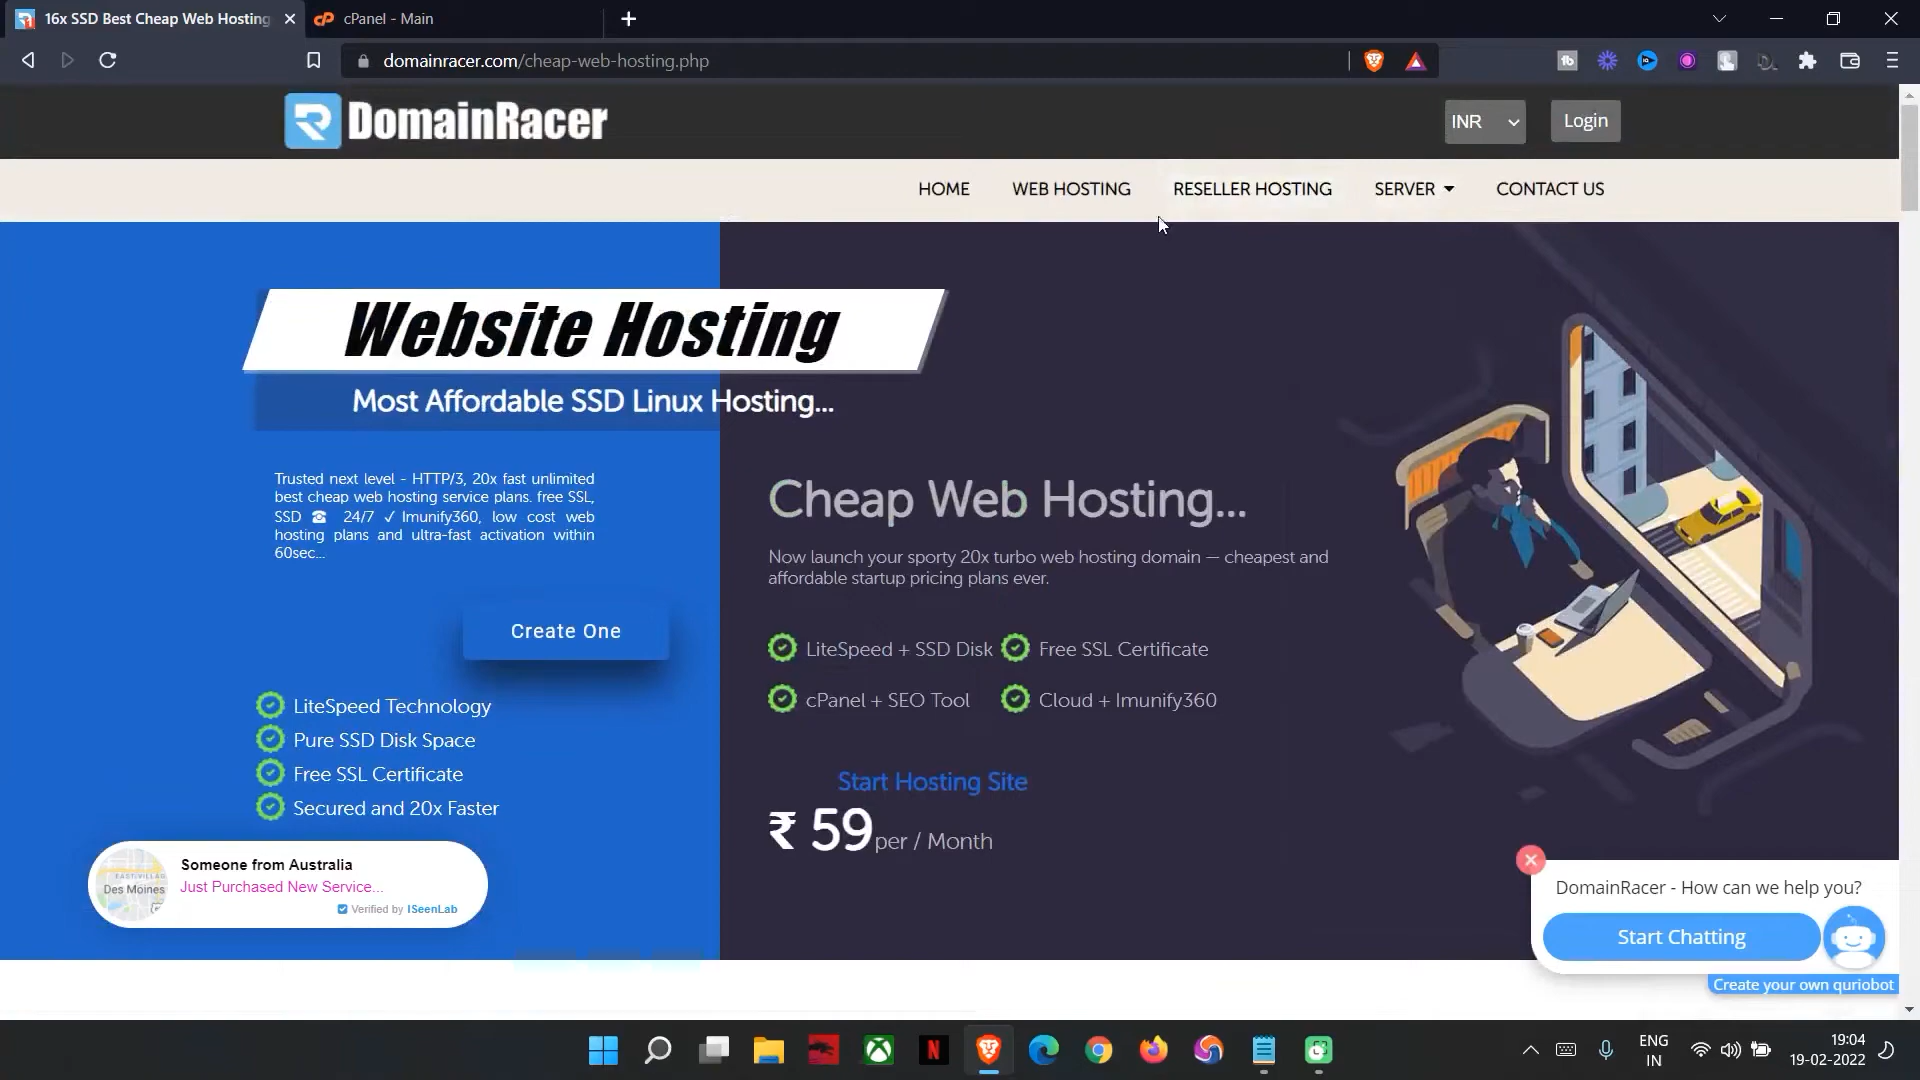 16x SSD Best Cheap Web Hosting
cPanel - Main
domainracer.com/cheap-web-hosting.php
DomainRacer
INR
Login
HOME
WEB HOSTING
RESELLER HOSTING
SERVER
CONTACT US
Website Hosting
Most Affordable SSD Linux Hosting...
Trusted next level - HTTP/3, 20x fast unlimited
best cheap web hosting service plans. free SSL,
SSD ☎ 24/7 ✓ Imunify360, low cost web
hosting plans and ultra-fast activation within
60sec...
Create One
LiteSpeed Technology
Pure SSD Disk Space
Free SSL Certificate
Secured and 20x Faster
Cheap Web Hosting...
Now launch your sporty 20x turbo web hosting domain — cheapest and
affordable startup pricing plans ever.
LiteSpeed + SSD Disk
Free SSL Certificate
cPanel + SEO Tool
Cloud + Imunify360
Start Hosting Site
₹ 59 per / Month
Des Moines
Someone from Australia
Just Purchased New Service...
Verified by ISeenLab
DomainRacer - How can we help you?
Start Chatting
Create your own quriobot
ENG
IN
19:04
19-02-2022